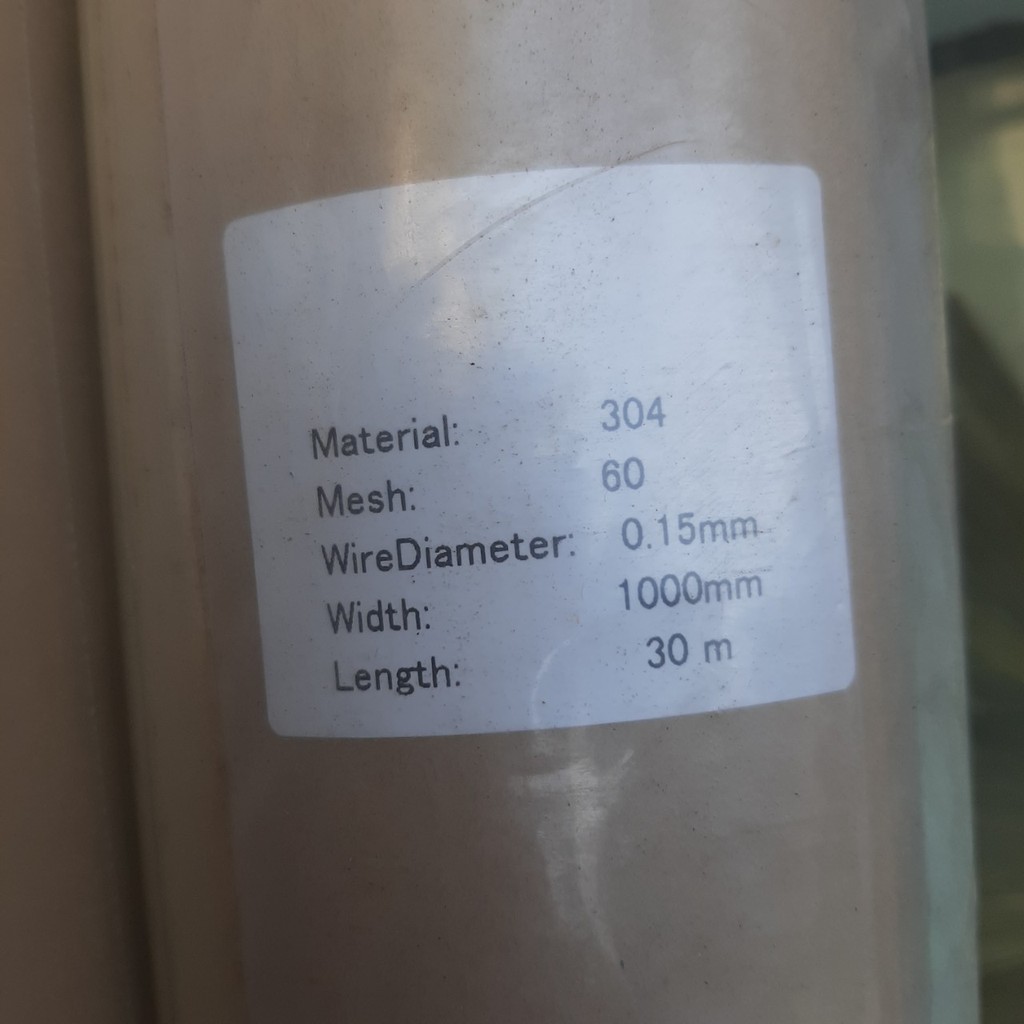 Material: 304
Mesh: 60
WireDiameter: 0.15mm
Width: 1000mm
Length: 30 m